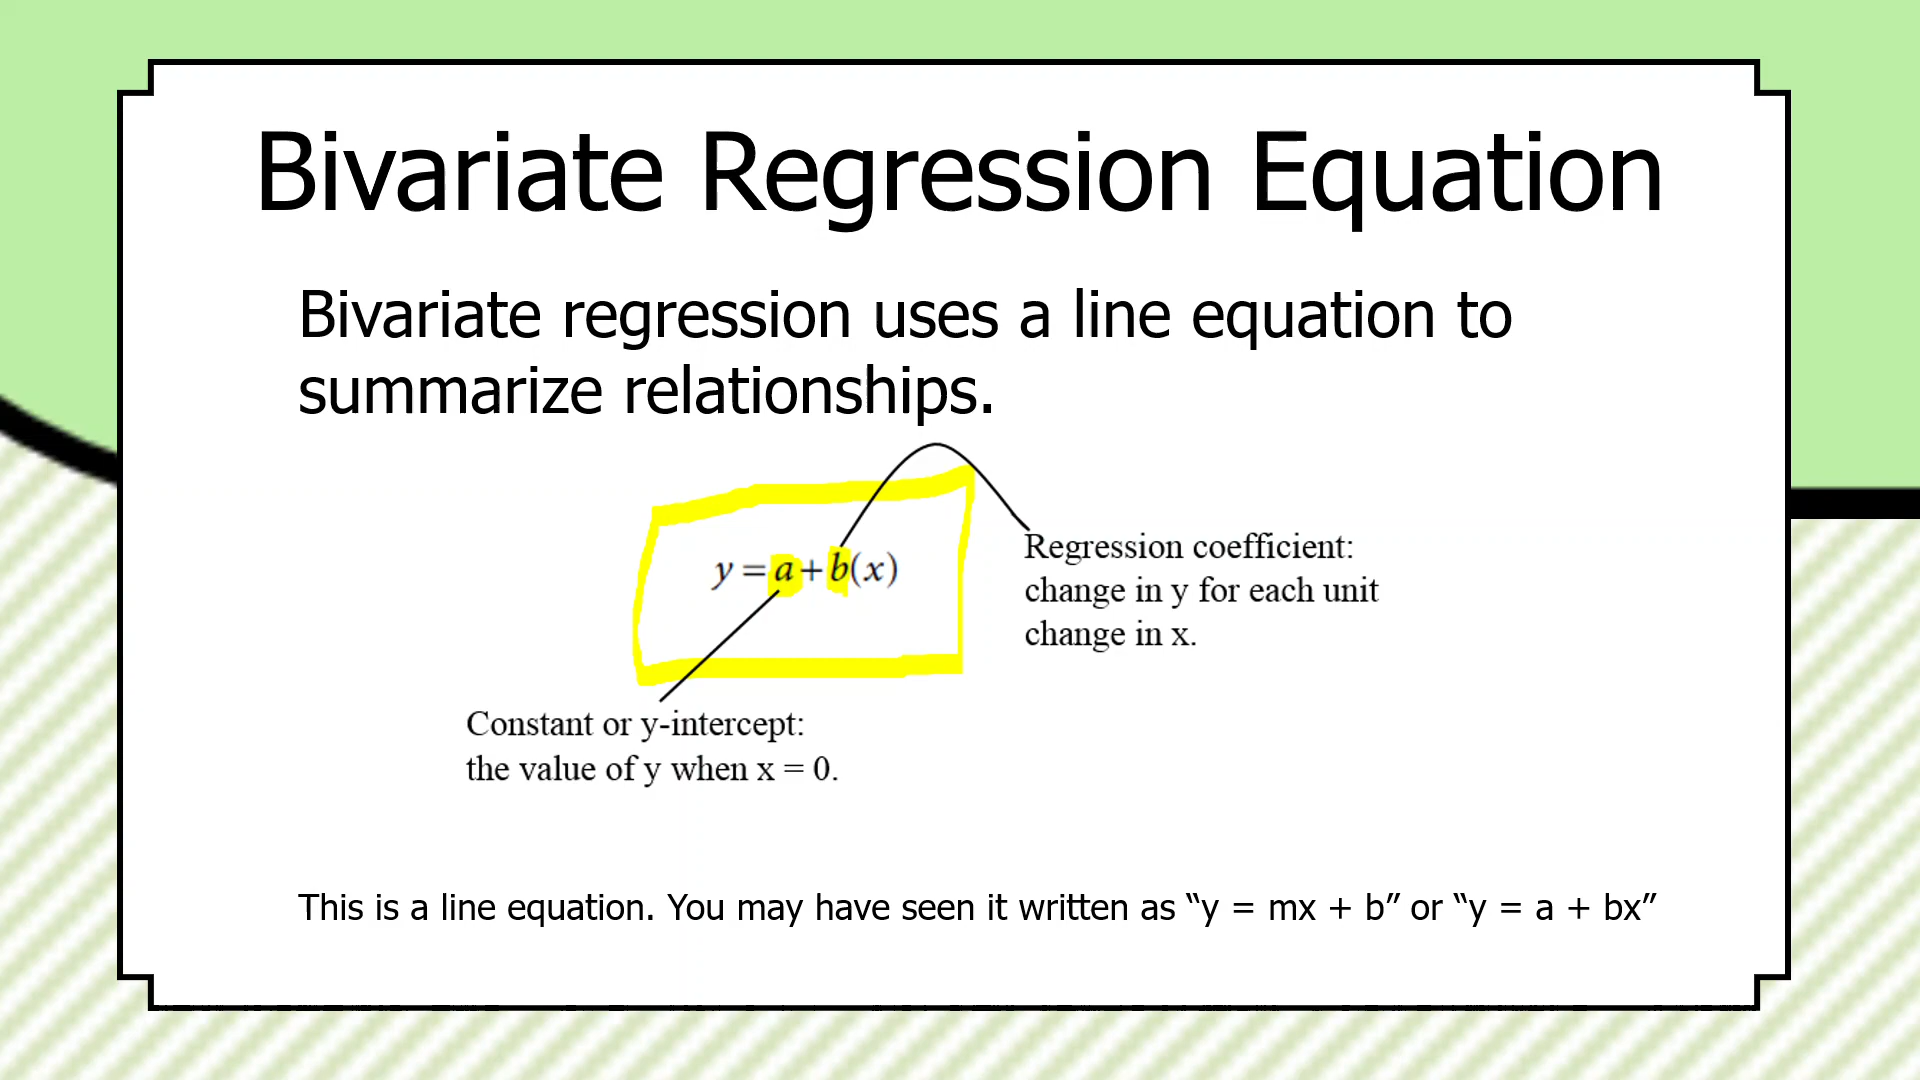 Bivariate Regression Equation
Bivariate regression uses a line equation to
summarize relationships.
y = a + b(x)
Regression coefficient:
change in y for each unit
change in x.
Constant or y-intercept:
the value of y when x = 0.
This is a line equation. You may have seen it written as “y = mx + b” or “y = a + bx”